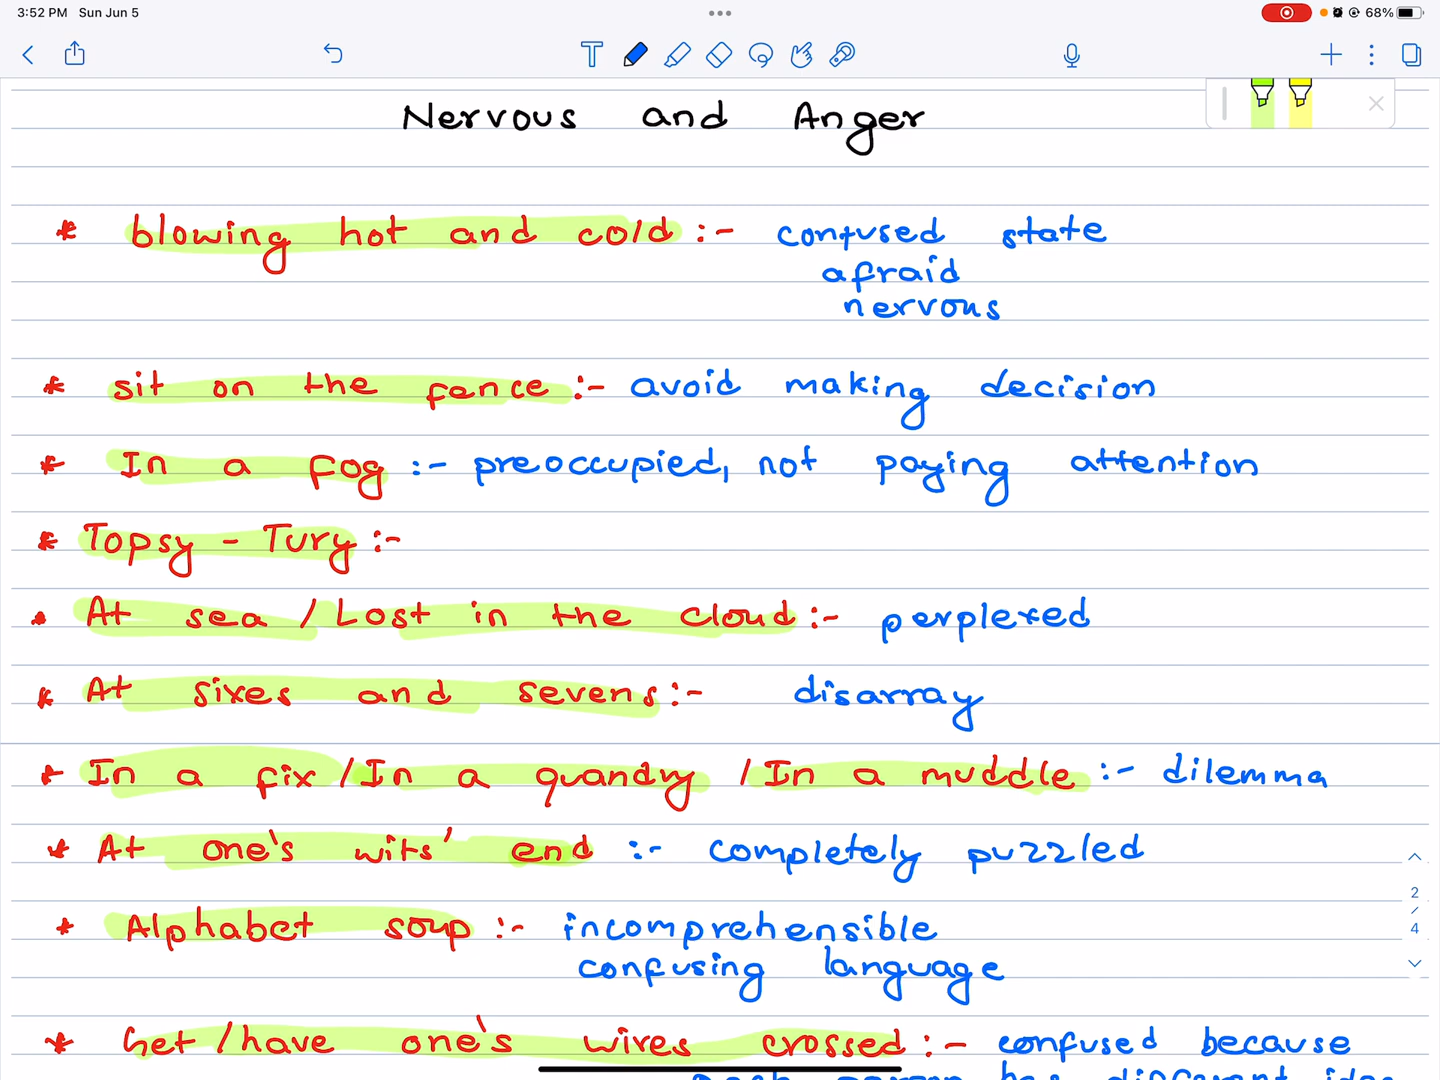 3:52 PM Sun Jun 5
68%
Nervous and Anger
* blowing hot and cold :- confused state
afraid
nervous
* sit on the fence :- avoid making decision
* In a fog :- preoccupied, not paying attention
* Topsy - Tury :-
* At sea / Lost in the cloud :- perplexed
* At sixes and sevens :- disarray
* In a fix / In a quandry / In a muddle :- dilemma
* At one's wits' end :- completely puzzled
* Alphabet soup :- incomprehensible
confusing language
* Get / have one's wires crossed :- confused because
2
/
4